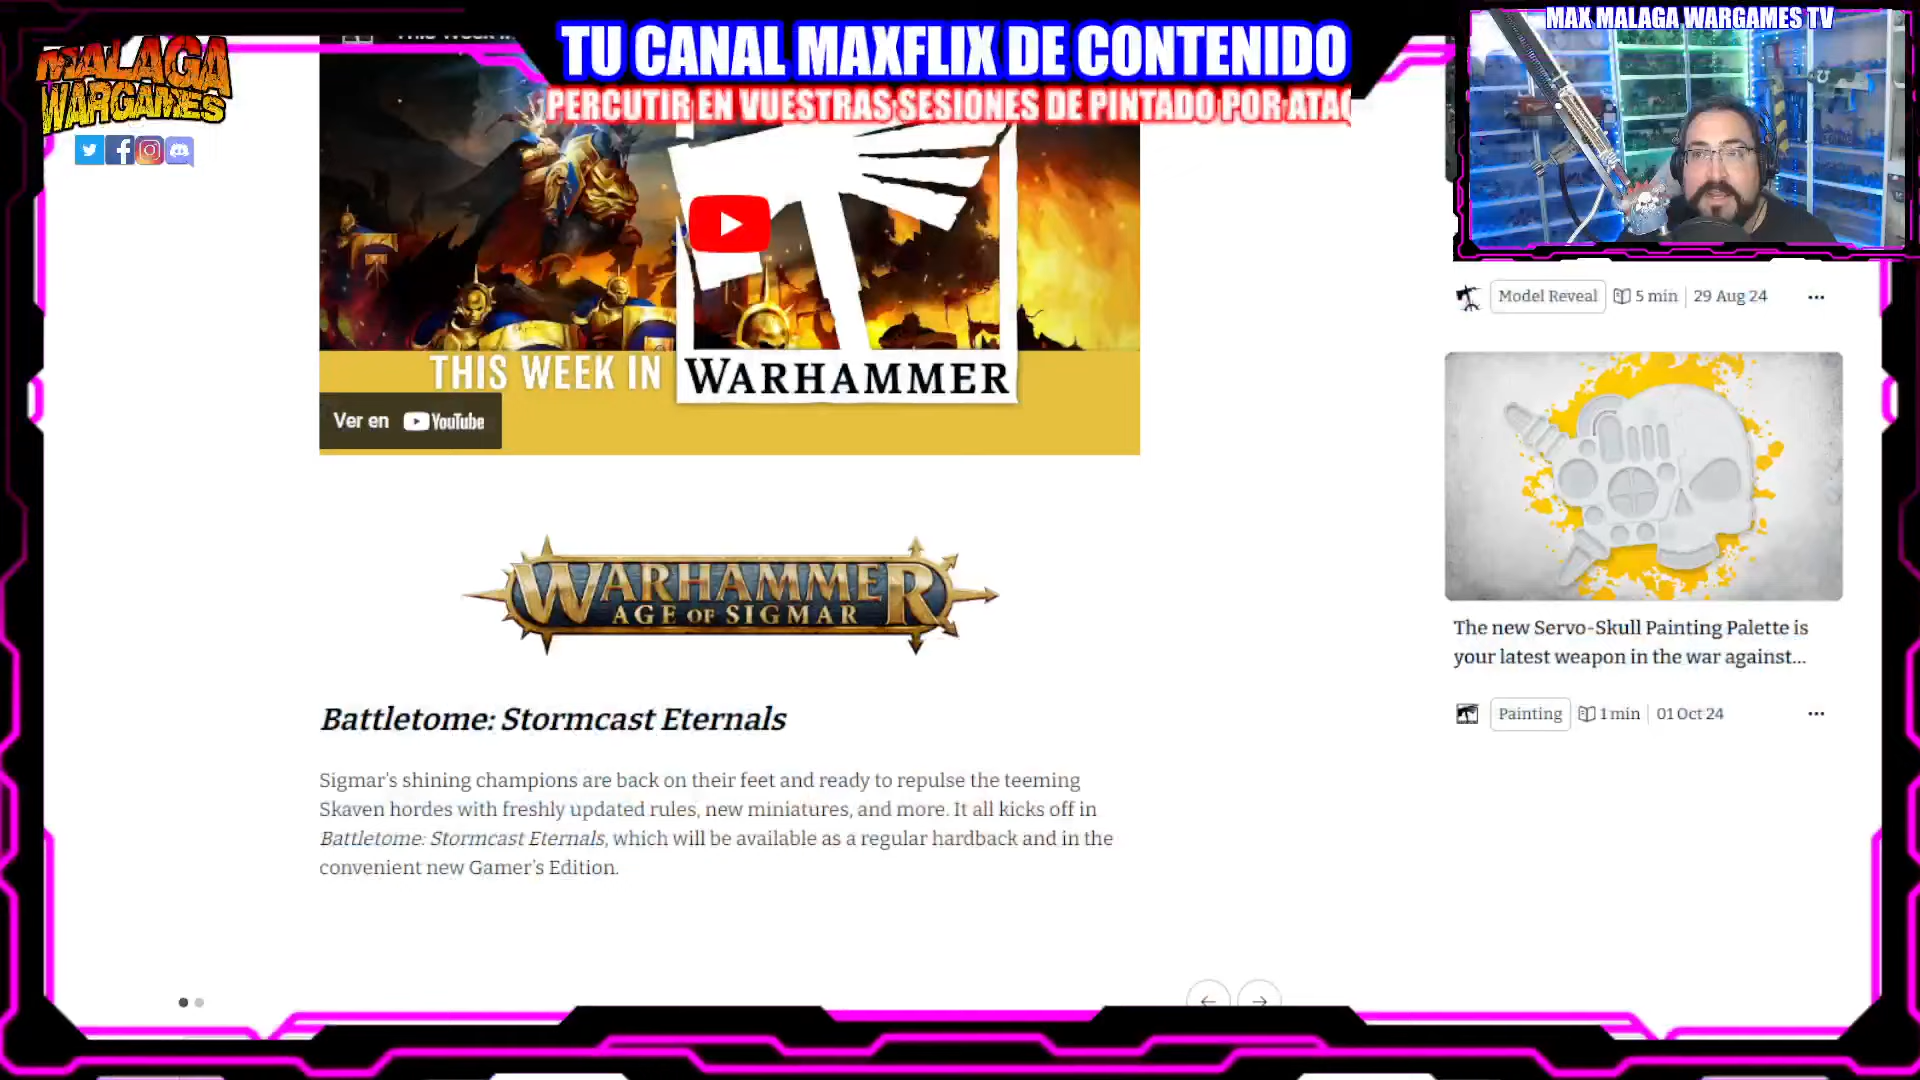 TU CANAL MAXFLIX DE CONTENIDO
PERCUTIR EN VUESTRAS SESIONES DE PINTADO POR
MAX MALAGA WARGAMES TV
MALAGA
WARGAMES
THIS WEEK IN WARHAMMER
Ver en YouTube
WARHAMMER
AGE OF SIGMAR
Battletome: Stormcast Eternals
Sigmar's shining champions are back on their feet and ready to repulse the teeming
Skaven hordes with freshly updated rules, new miniatures, and more. It all kicks off in
Battletome: Stormcast Eternals, which will be available as a regular hardback and in the
convenient new Gamer's Edition.
Model Reveal 5 min 29 Aug 24 ...
The new Servo-Skull Painting Palette is
your latest weapon in the war against...
Painting 1 min 01 Oct 24 ...